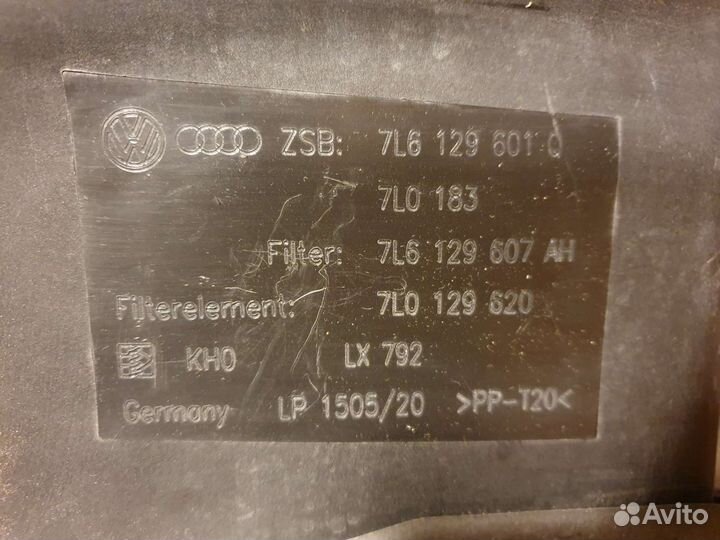 ZSB: 7L6 129 601 Q
7L0 183
Filter: 7L6 129 607 AH
Filterelement: 7L0 129 620
KHO LX 792
Germany LP 1505/20 >PP-T20<
Avito